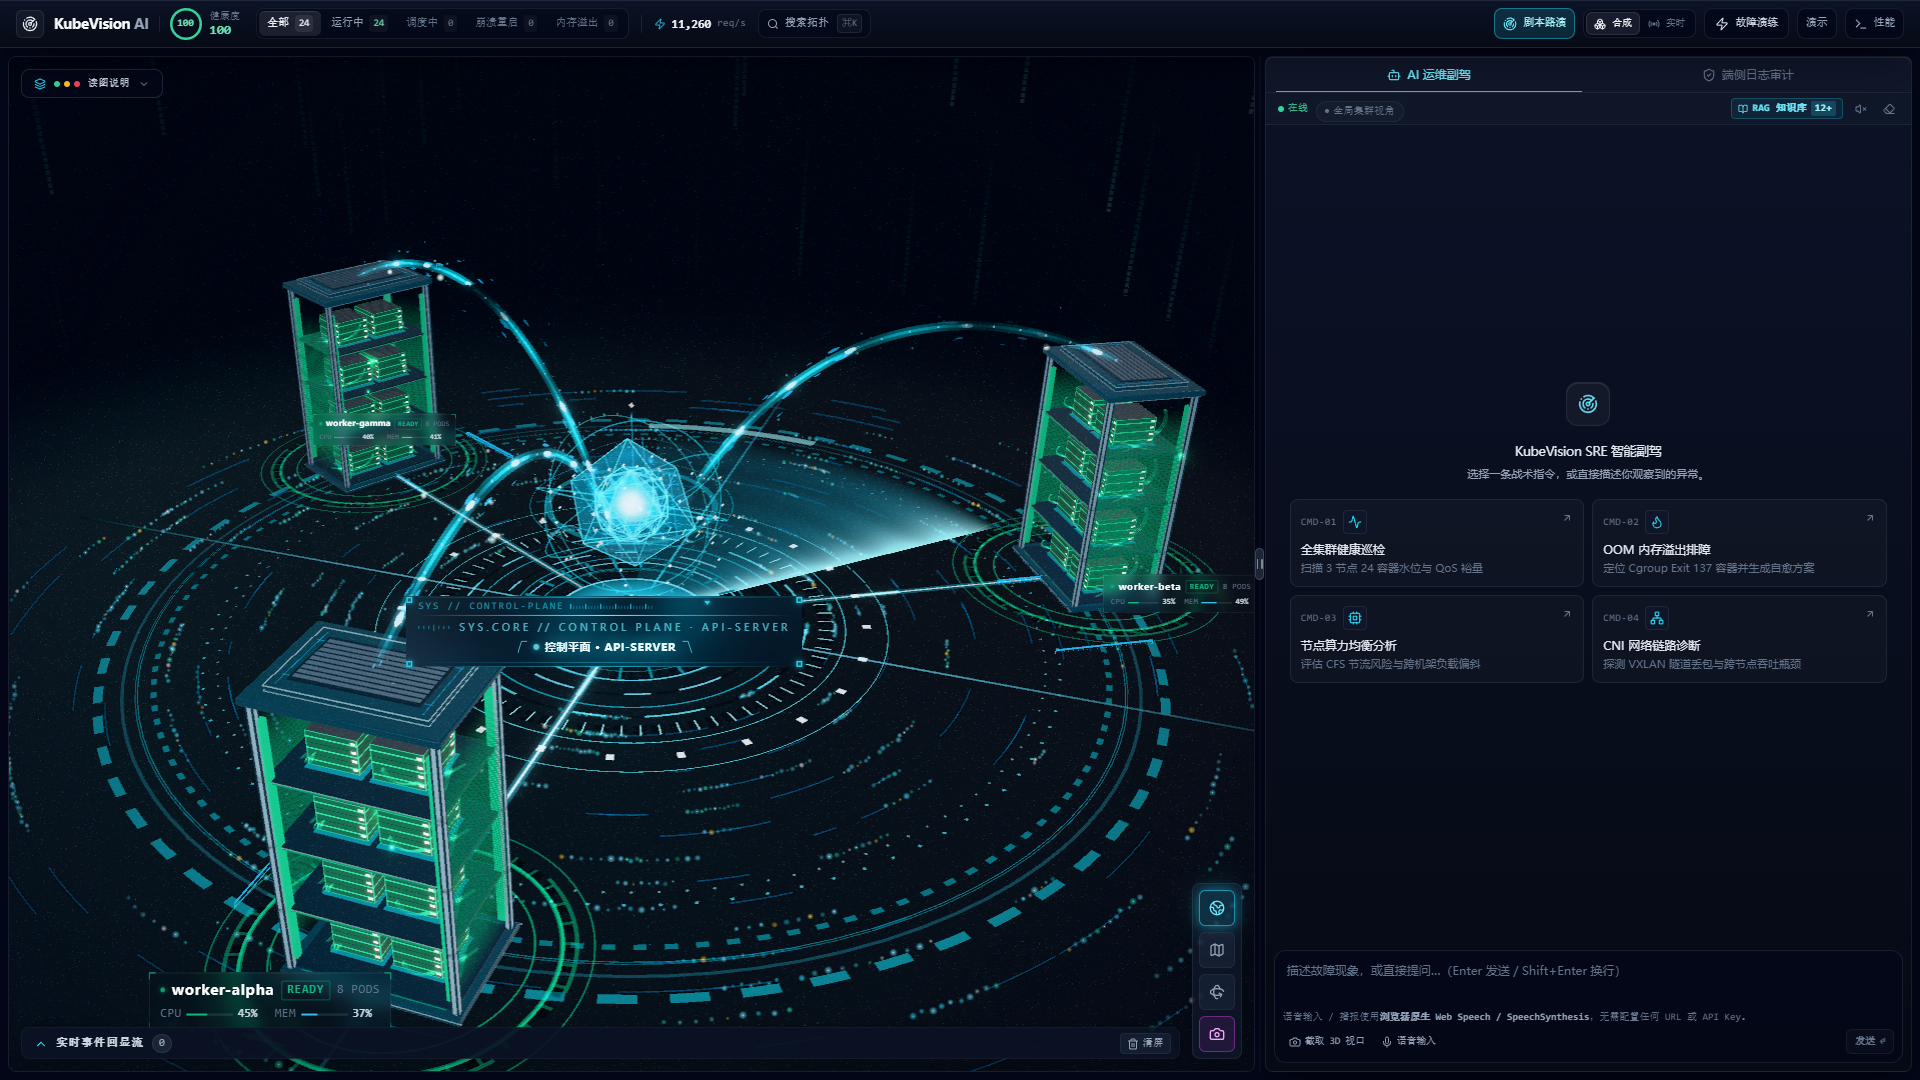 KubeVision AI
100
健康度
100
全部 24
运行中 24
调度中 0
崩溃重启 0
内存溢出 0
11,260 req/s
搜索拓扑 ⌘K
剧本路演
合成
实时
故障演练
演示
性能
读图说明
worker-gamma READY 8 PODS
CPU 40% MEM 41%
worker-beta READY 8 PODS
CPU 35% MEM 49%
SYS // CONTROL-PLANE
SYS.CORE // CONTROL PLANE · API-SERVER
控制平面 • API-SERVER
worker-alpha READY 8 PODS
CPU 45% MEM 37%
实时事件回显流 0
清屏
AI 运维副驾
端侧日志审计
在线
全局集群视角
RAG 知识库 12+
KubeVision SRE 智能副驾
选择一条战术指令，或直接描述你观察到的异常。
CMD-01
全集群健康巡检
扫描 3 节点 24 容器水位与 QoS 裕量
CMD-02
OOM 内存溢出排障
定位 Cgroup Exit 137 容器并生成自愈方案
CMD-03
节点算力均衡分析
评估 CFS 节流风险与跨机架负载偏斜
CMD-04
CNI 网络链路诊断
探测 VXLAN 隧道丢包与跨节点吞吐瓶颈
描述故障现象，或直接提问...（Enter 发送 / Shift+Enter 换行）
语音输入 / 播报使用浏览器原生 Web Speech / SpeechSynthesis，无需配置任何 URL 或 API Key。
截取 3D 视口
语音输入
发送